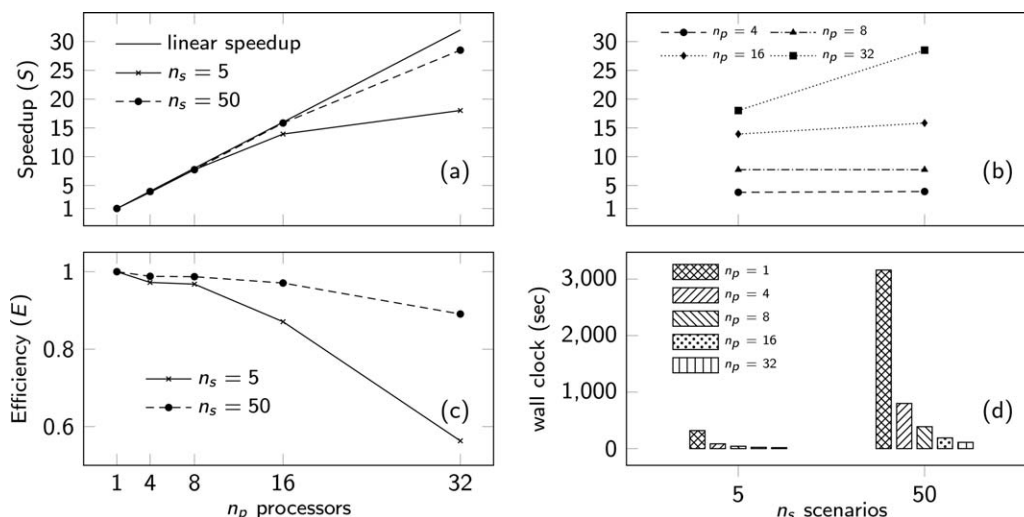 30
25
20
15
10
5
1
Speedup (S)
linear speedup
n_s = 5
n_s = 50
(a)
30
25
20
15
10
5
1
n_p = 4
n_p = 8
n_p = 16
n_p = 32
(b)
1
0.8
0.6
Efficiency (E)
n_s = 5
n_s = 50
(c)
1 4 8 16 32
n_p processors
3,000
2,000
1,000
0
wall clock (sec)
n_p = 1
n_p = 4
n_p = 8
n_p = 16
n_p = 32
(d)
5 50
n_s scenarios